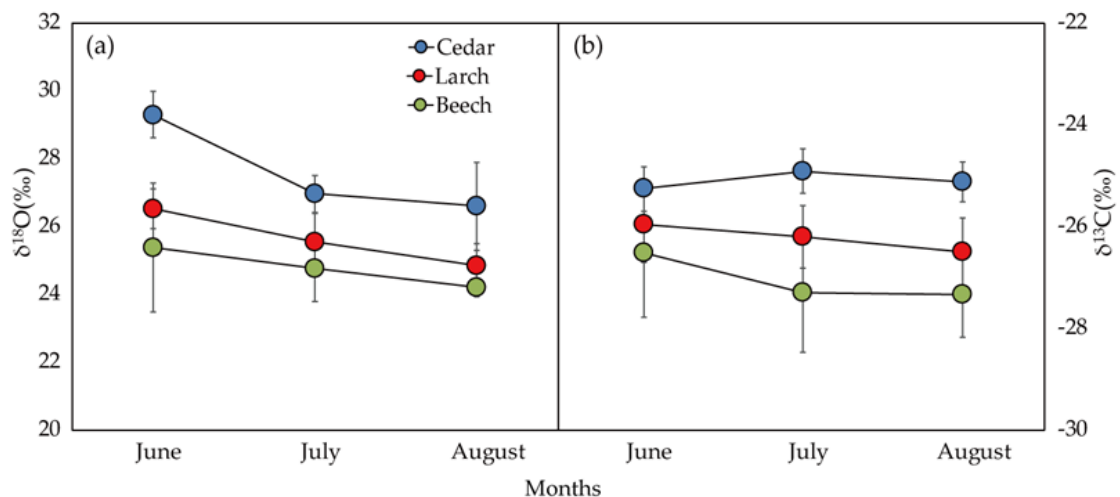 (a)
Cedar
Larch
Beech
(b)
32
30
28
26
24
22
20
δ¹⁸O(‰)
-22
-24
-26
-28
-30
δ¹³C(‰)
June July August June July August
Months